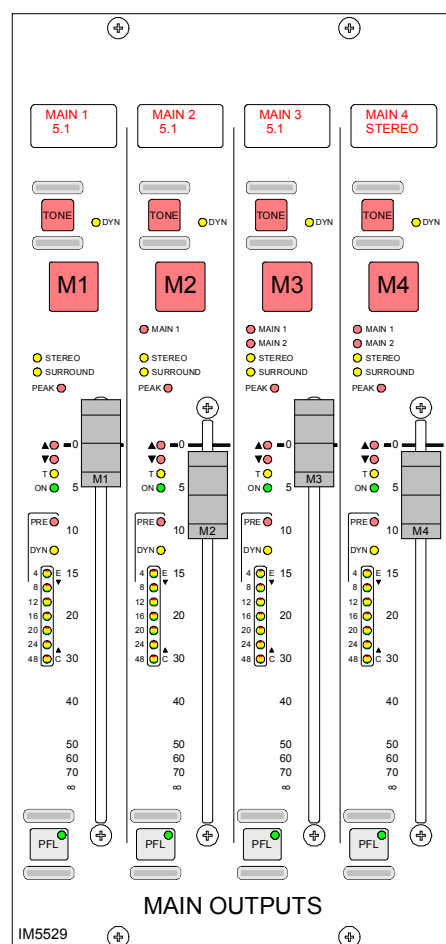 MAIN 1
5.1
TONE
DYN
M1
STEREO
SURROUND
PEAK
▲ 0
▼
T
ON 5
M1
PRE 10
DYN
4 E 15
8 ▼
12
16 20
20
24 ▲
48 C 30
40
50
60
70
∞
PFL
MAIN 2
5.1
TONE
DYN
M2
MAIN 1
STEREO
SURROUND
PEAK
▲ 0
▼
T
ON 5
M2
PRE 10
DYN
4 E 15
8 ▼
12
16 20
20
24 ▲
48 C 30
40
50
60
70
∞
PFL
MAIN 3
5.1
TONE
DYN
M3
MAIN 1
MAIN 2
STEREO
SURROUND
PEAK
▲ 0
▼
T
ON 5
M3
PRE 10
DYN
4 E 15
8 ▼
12
16 20
20
24 ▲
48 C 30
40
50
60
70
∞
PFL
MAIN 4
STEREO
TONE
DYN
M4
MAIN 1
MAIN 2
STEREO
SURROUND
PEAK
▲ 0
▼
T
ON 5
M4
PRE 10
DYN
4 E 15
8 ▼
12
16 20
20
24 ▲
48 C 30
40
50
60
70
∞
PFL
MAIN OUTPUTS
IM5529